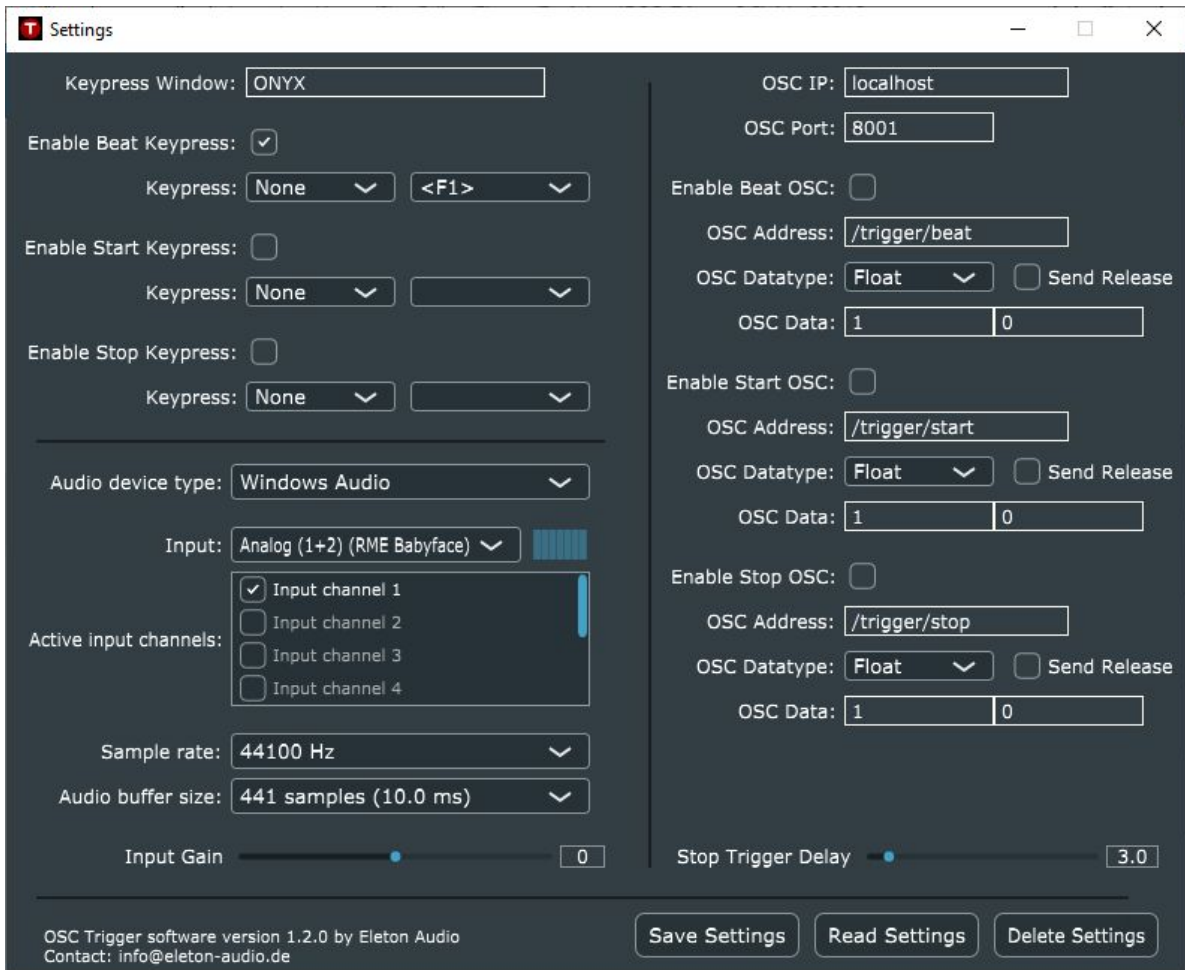 T Settings
Keypress Window: ONYX
Enable Beat Keypress:
Keypress: None <F1>
Enable Start Keypress:
Keypress: None
Enable Stop Keypress:
Keypress: None
Audio device type: Windows Audio
Input: Analog (1+2) (RME Babyface)
Active input channels:
Input channel 1
Input channel 2
Input channel 3
Input channel 4
Sample rate: 44100 Hz
Audio buffer size: 441 samples (10.0 ms)
Input Gain 0
OSC IP: localhost
OSC Port: 8001
Enable Beat OSC:
OSC Address: /trigger/beat
OSC Datatype: Float Send Release
OSC Data: 1 0
Enable Start OSC:
OSC Address: /trigger/start
OSC Datatype: Float Send Release
OSC Data: 1 0
Enable Stop OSC:
OSC Address: /trigger/stop
OSC Datatype: Float Send Release
OSC Data: 1 0
Stop Trigger Delay 3.0
OSC Trigger software version 1.2.0 by Eleton Audio
Contact: info@eleton-audio.de
Save Settings Read Settings Delete Settings